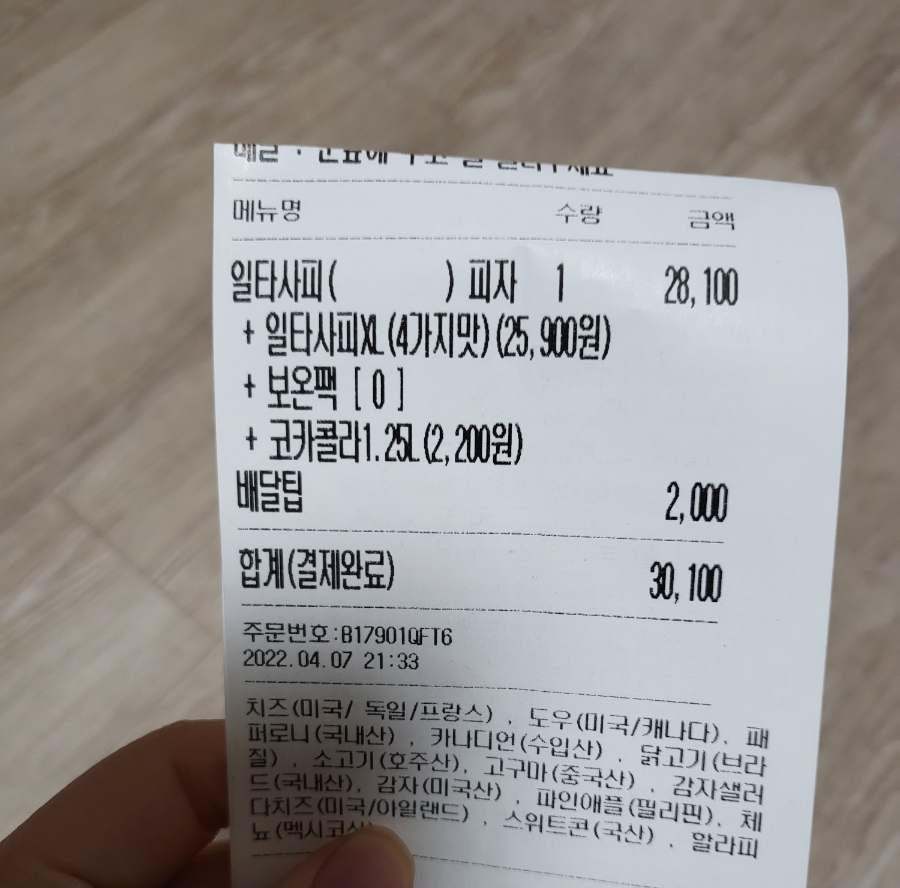 메뉴명 수량 금액
일타사피( ) 피자 1 28,100
+ 일타사피XL(4가지맛)(25,900원)
+ 보온팩 [ 0 ]
+ 코카콜라1.25L(2,200원)
배달팁 2,000
합계(결제완료) 30,100
주문번호:B17901QFT6
2022.04.07 21:33
치즈(미국/ 독일/프랑스) . 도우(미국/캐나다). 패
퍼로니(국내산) . 카나디언(수입산) . 닭고기(브라
질) . 소고기(호주산), 고구마(중국산) . 감자샐러
드(국내산), 감자(미국산) . 파인애플(필리핀). 체
다치즈(미국/아일랜드) . 스위트콘(국산) . 할라피
뇨(멕시코산)